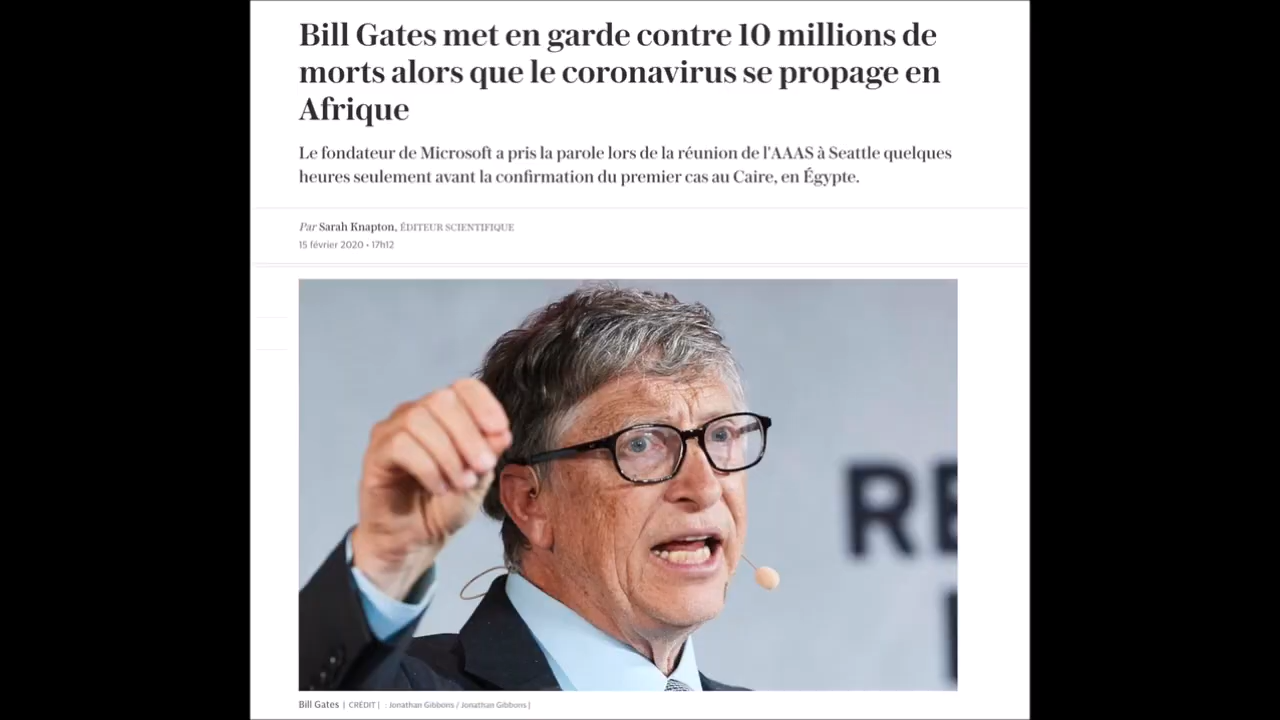 Bill Gates met en garde contre 10 millions de
morts alors que le coronavirus se propage en
Afrique
Le fondateur de Microsoft a pris la parole lors de la réunion de l'AAAS à Seattle quelques
heures seulement avant la confirmation du premier cas au Caire, en Égypte.
Par Sarah Knapton, ÉDITEUR SCIENTIFIQUE
15 février 2020 • 17h12
RE
Bill Gates | CRÉDIT | : Jonathan Gibbons / Jonathan Gibbons |